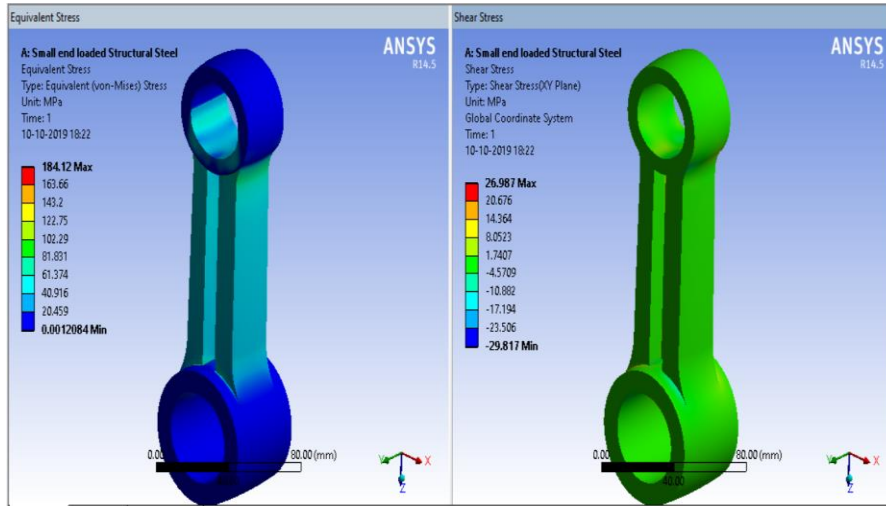 Equivalent Stress
A: Small end loaded Structural Steel
Equivalent Stress
Type: Equivalent (von-Mises) Stress
Unit: MPa
Time: 1
10-10-2019 18:22
184.12 Max
163.66
143.2
122.75
102.29
81.831
61.374
40.916
20.459
0.0012084 Min
ANSYS
R14.5
0.00
80.00 (mm)
Y
X
Z
Shear Stress
A: Small end loaded Structural Steel
Shear Stress
Type: Shear Stress(XY Plane)
Unit: MPa
Global Coordinate System
Time: 1
10-10-2019 18:22
26.987 Max
20.676
14.364
8.0523
1.7407
-4.5709
-10.882
-17.194
-23.506
-29.817 Min
ANSYS
R14.5
0.00
80.00 (mm)
40.00
Y
X
Z